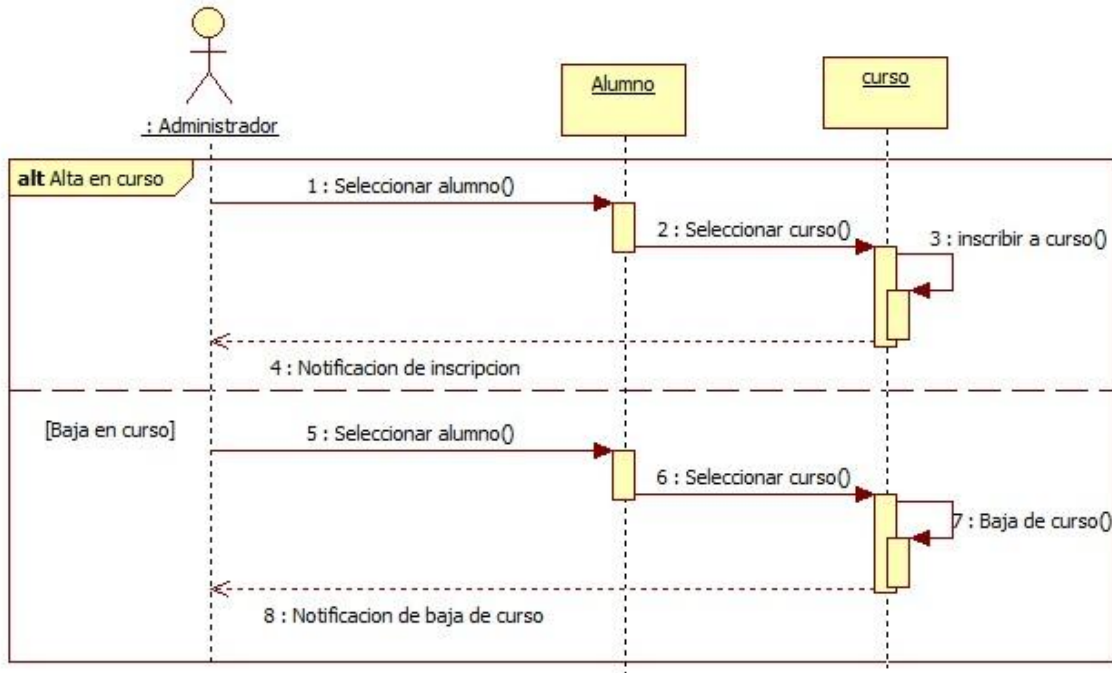 : Administrador
Alumno
curso
alt Alta en curso
1 : Seleccionar alumno()
2 : Seleccionar curso()
3 : inscribir a curso()
4 : Notificacion de inscripcion
[Baja en curso]
5 : Seleccionar alumno()
6 : Seleccionar curso()
7 : Baja de curso()
8 : Notificacion de baja de curso